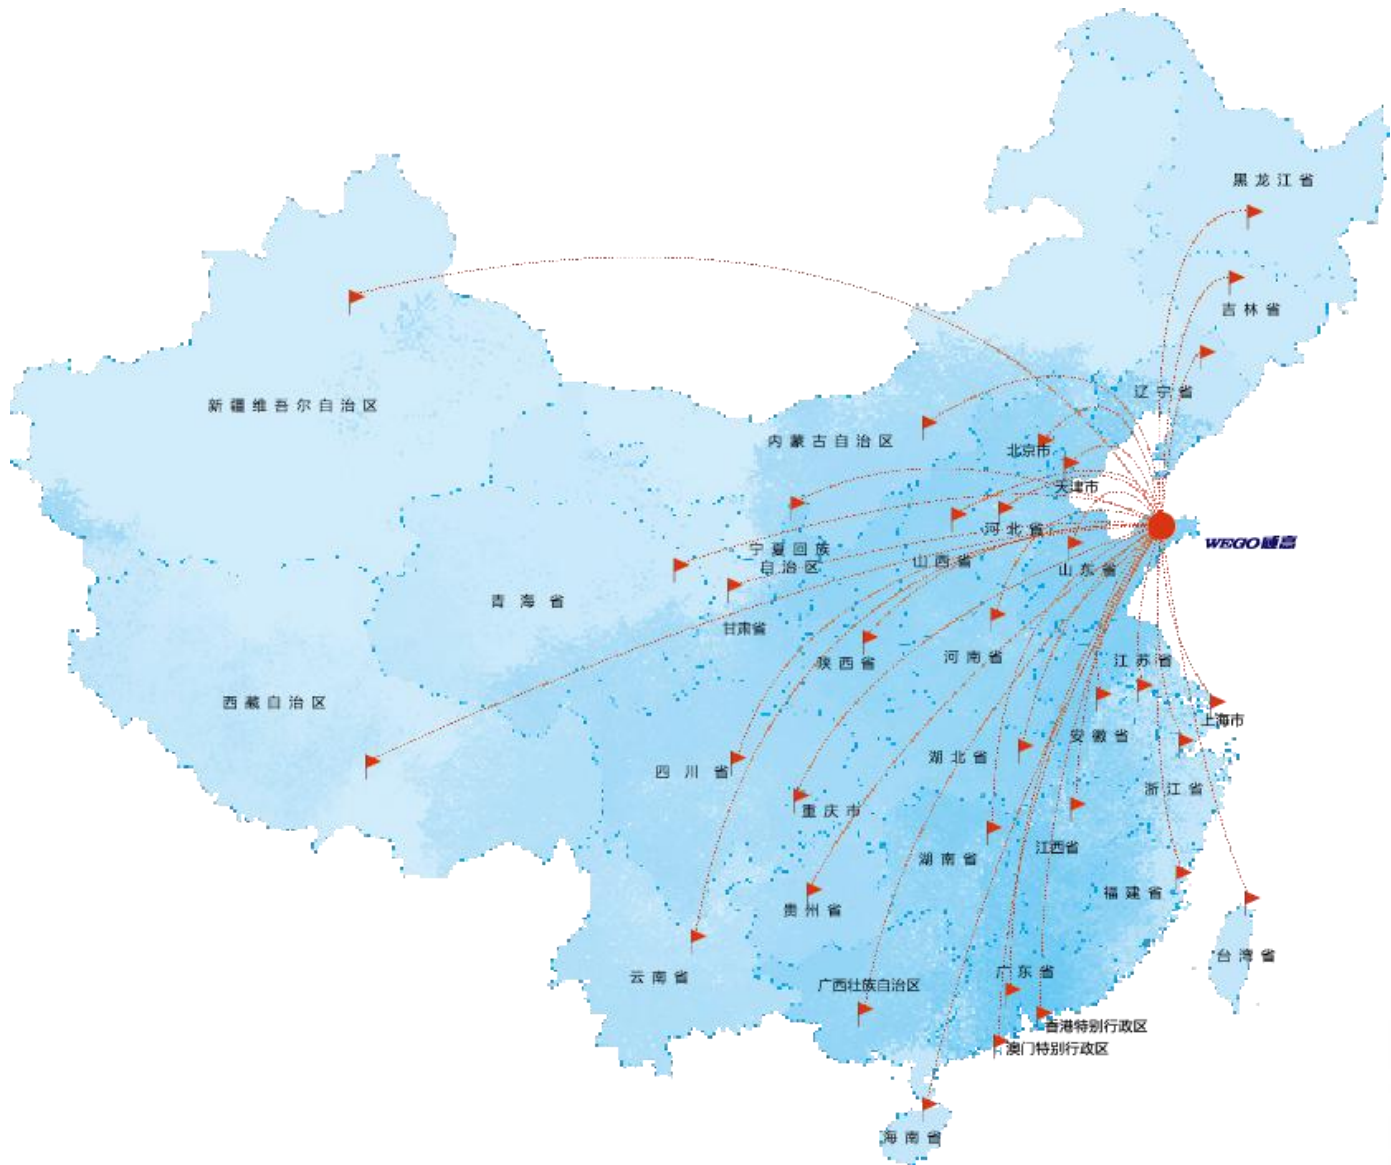 黑龙江省
吉林省
辽宁省
新疆维吾尔自治区
内蒙古自治区
北京市
天津市
河北省
WEGO威高
宁夏回族
自治区
山西省
山东省
青海省
甘肃省
陕西省
河南省
江苏省
西藏自治区
上海市
安徽省
湖北省
四川省
浙江省
重庆市
江西省
湖南省
福建省
贵州省
台湾省
云南省
广东省
广西壮族自治区
香港特别行政区
澳门特别行政区
海南省